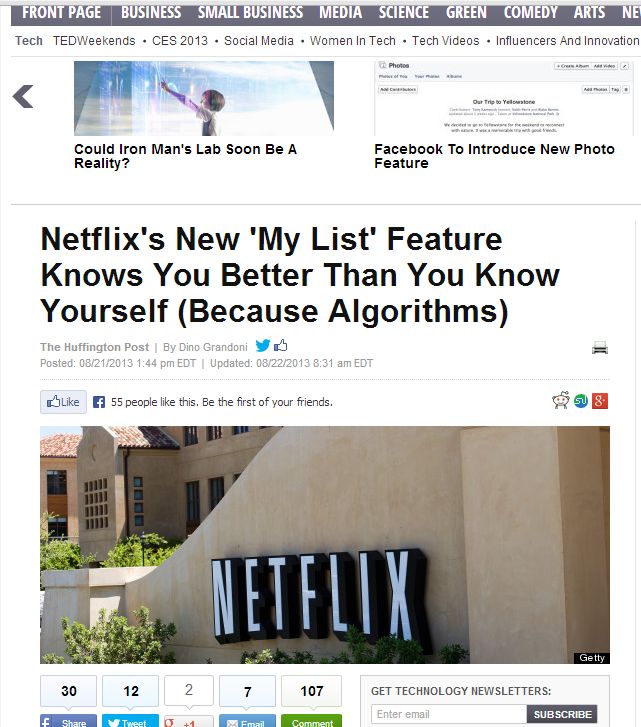 FRONT PAGE BUSINESS SMALL BUSINESS MEDIA SCIENCE GREEN COMEDY ARTS NE
Tech TEDWeekends • CES 2013 • Social Media • Women In Tech • Tech Videos • Influencers And Innovation
Photos
+ Create Album Add Video
Photos of You Your Photos Albums
Add Contributors
Add Photos Tag
Our Trip to Yellowstone
We decided to go to Yellowstone for the weekend to reconnect
with nature. It was a memorable trip with good friends.
Could Iron Man's Lab Soon Be A
Reality?
Facebook To Introduce New Photo
Feature
Netflix's New 'My List' Feature
Knows You Better Than You Know
Yourself (Because Algorithms)
The Huffington Post | By Dino Grandoni
Posted: 08/21/2013 1:44 pm EDT | Updated: 08/22/2013 8:31 am EDT
Like
55 people like this. Be the first of your friends.
NETFLIX
Getty
30 12 2 7 107
Share Tweet +1 Email Comment
GET TECHNOLOGY NEWSLETTERS:
Enter email SUBSCRIBE